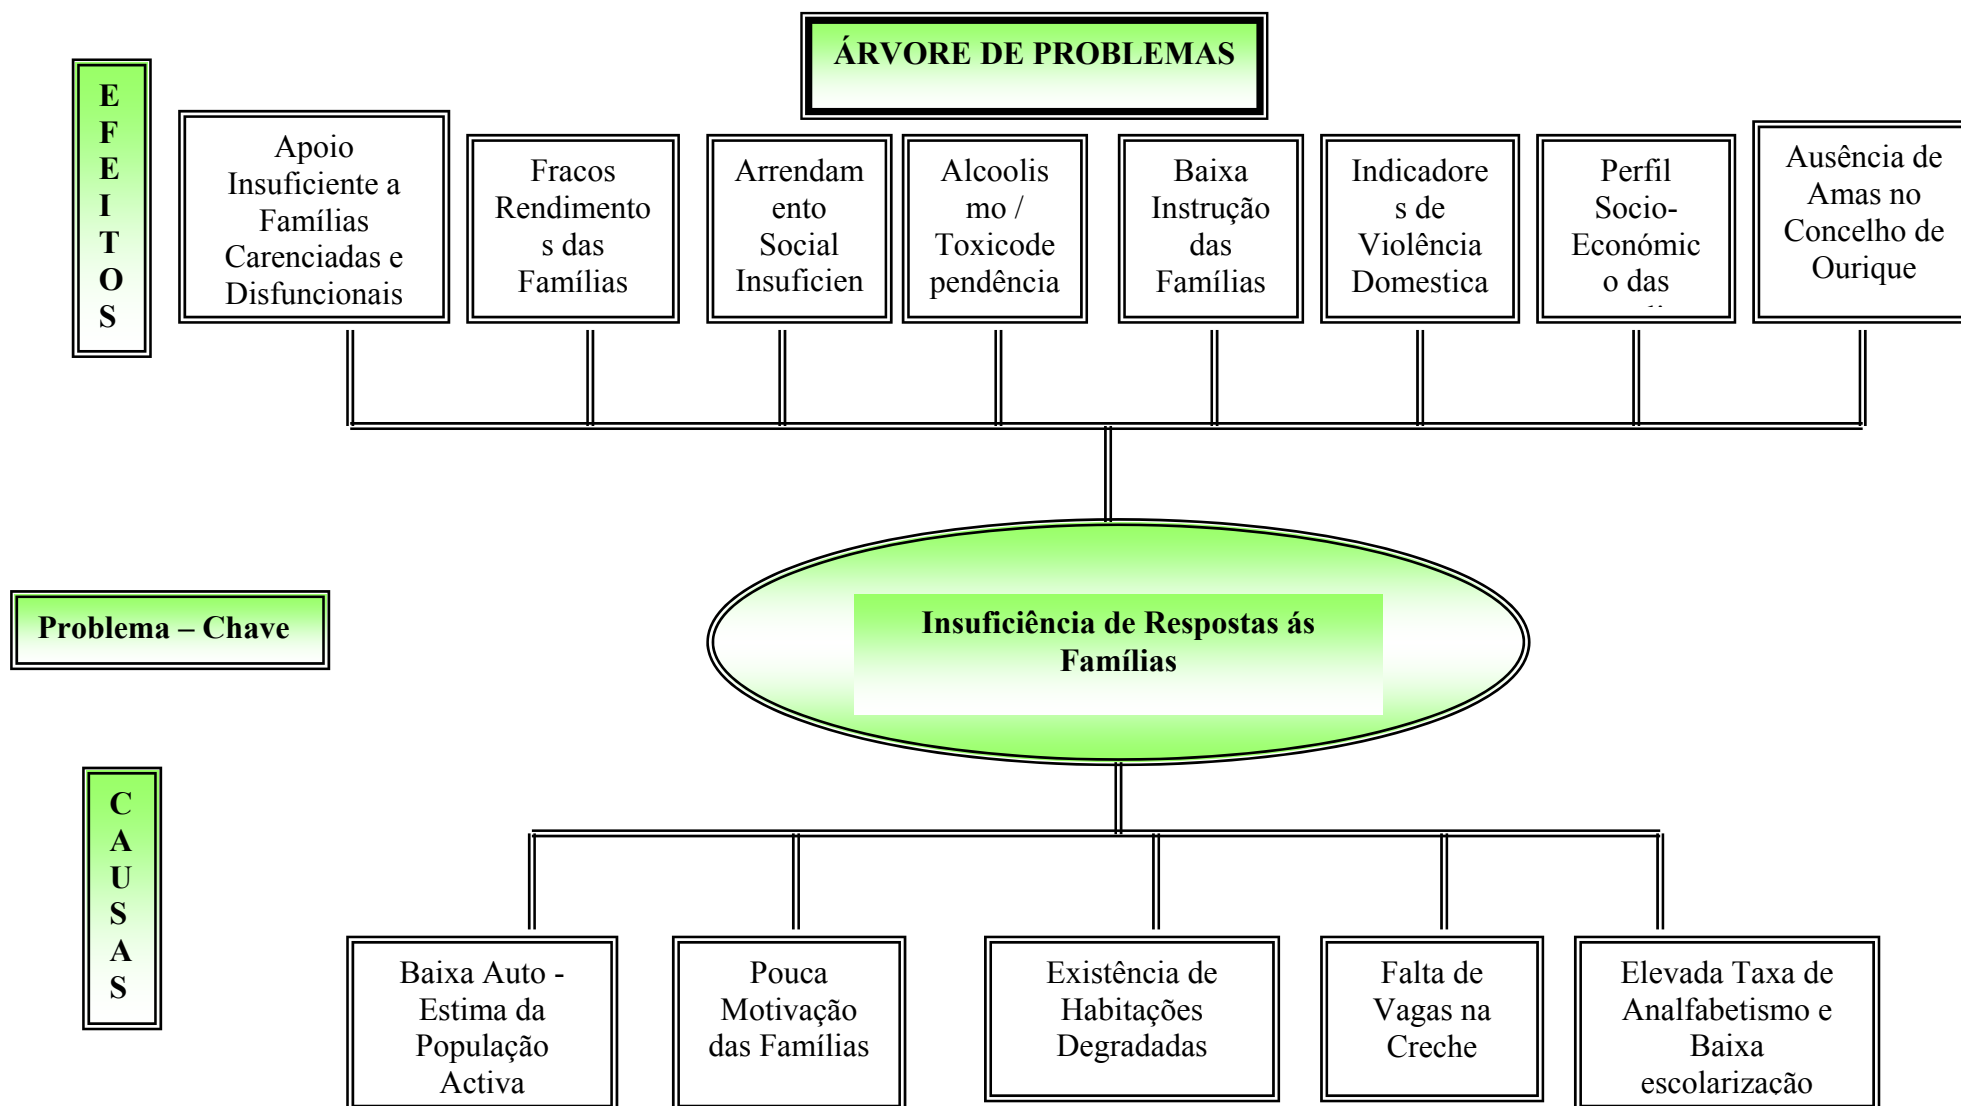 ÁRVORE DE PROBLEMAS
E
F
E
I
T
O
S
Apoio
Insuficiente a
Famílias
Carenciadas e
Disfuncionais
Fracos
Rendimento
s das
Famílias
Arrendam
ento
Social
Insuficien
Alcoolis
mo /
Toxicode
pendência
Baixa
Instrução
das
Famílias
Indicadore
s de
Violência
Domestica
Perfil
Socio-
Económic
o das
Ausência de
Amas no
Concelho de
Ourique
Problema – Chave
Insuficiência de Respostas ás
Famílias
C
A
U
S
A
S
Baixa Auto -
Estima da
População
Activa
Pouca
Motivação
das Famílias
Existência de
Habitações
Degradadas
Falta de
Vagas na
Creche
Elevada Taxa de
Analfabetismo e
Baixa
escolarização